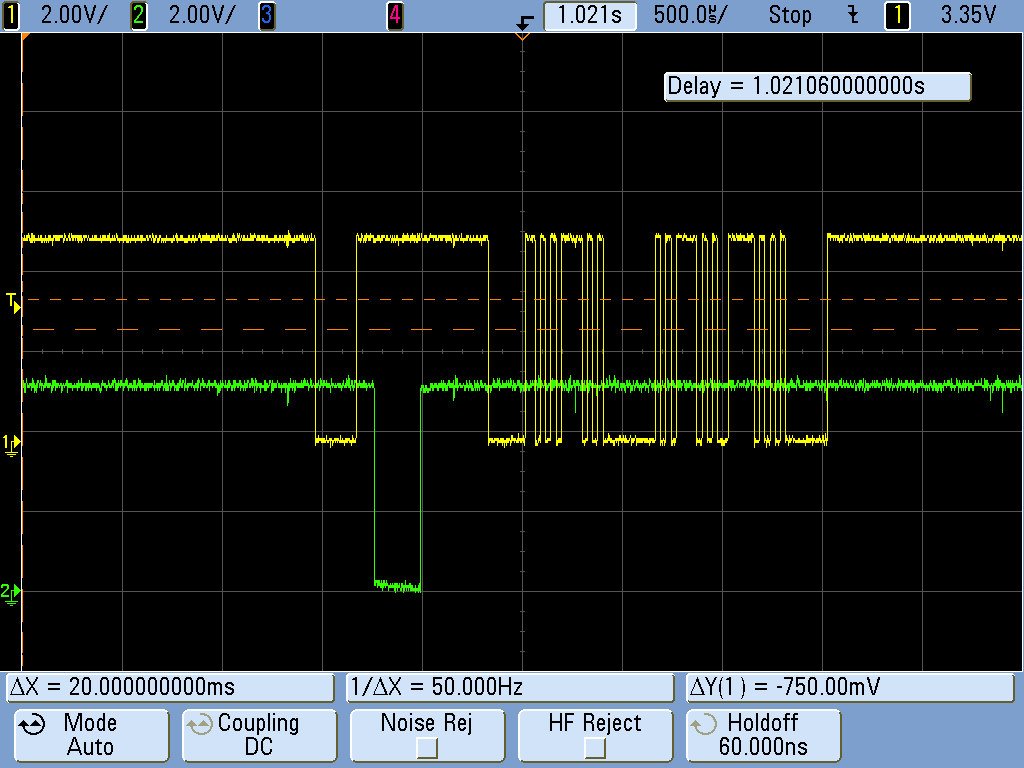 1 2.00V/ 2 2.00V/ 3 4 1.021s 500.0µs/ Stop 1 3.35V
Delay = 1.021060000000s
T
1
2
ΔX = 20.000000000ms 1/ΔX = 50.000Hz ΔY(1) = -750.00mV
Mode Coupling Noise Rej HF Reject Holdoff
Auto DC 60.000ns